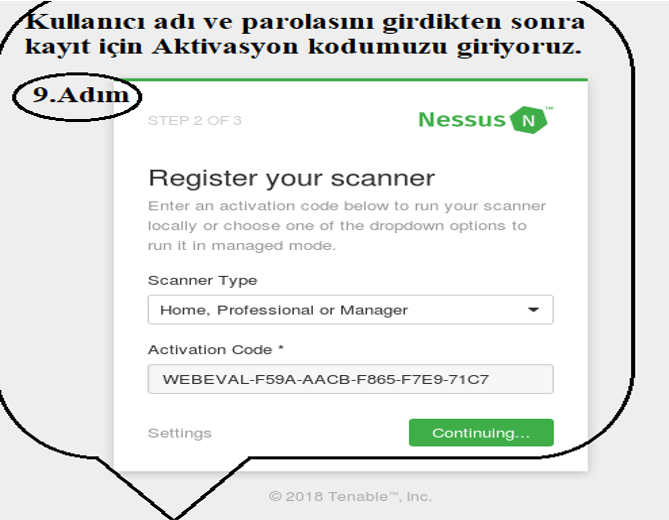 Kullanıcı adı ve parolasını girdikten sonra
kayıt için Aktivasyon kodumuzu giriyoruz.
9.Adım
STEP 2 OF 3
Nessus N ™
Register your scanner
Enter an activation code below to run your scanner
locally or choose one of the dropdown options to
run it in managed mode.
Scanner Type
Home, Professional or Manager
Activation Code *
WEBEVAL-F59A-AACB-F865-F7E9-71C7
Settings
Continuing...
© 2018 Tenable™, Inc.